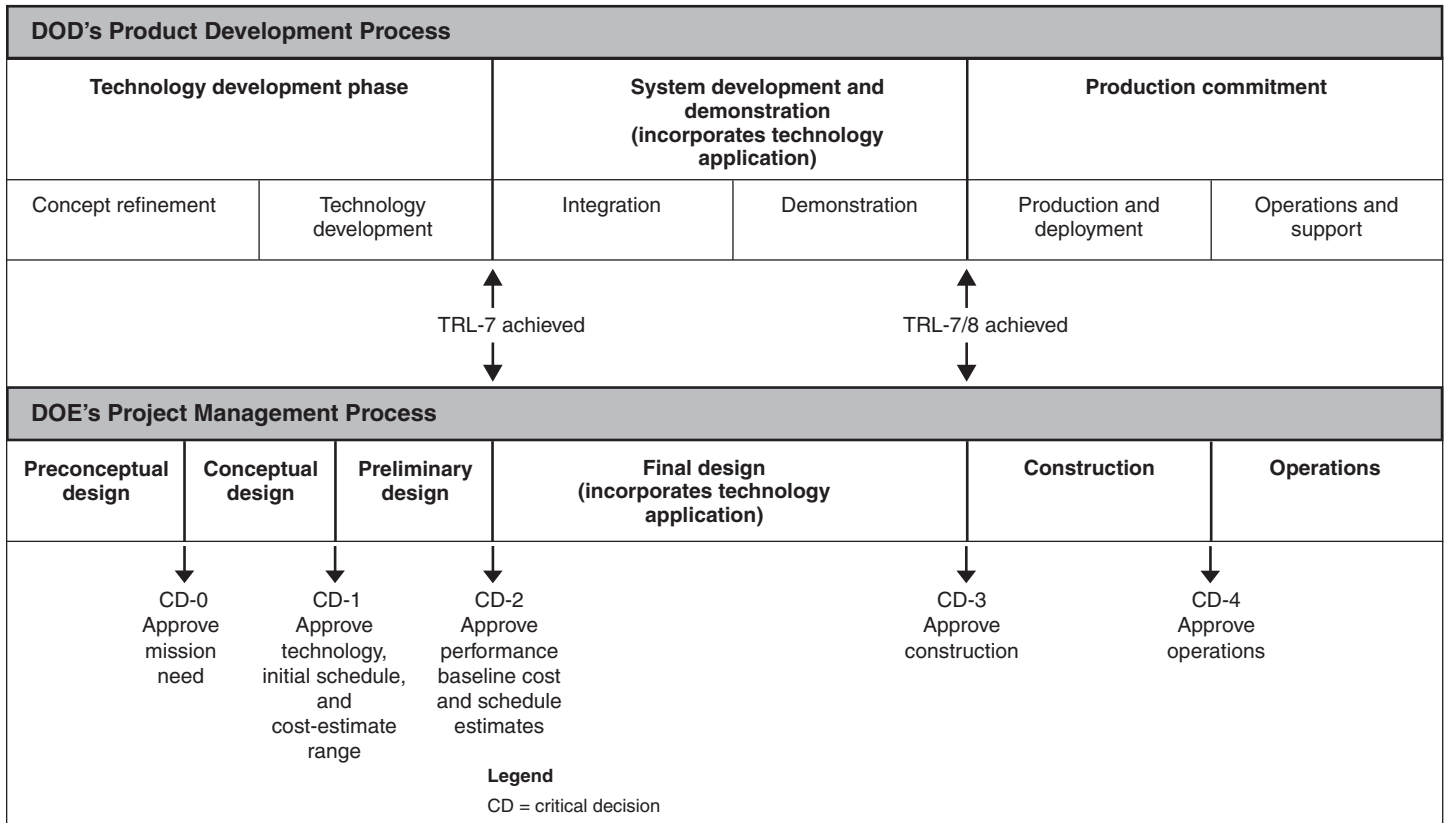 DOD's Product Development Process
Technology development phase
System development and
demonstration
(incorporates technology
application)
Production commitment
Concept refinement
Technology
development
Integration
Demonstration
Production and
deployment
Operations and
support
TRL-7 achieved
TRL-7/8 achieved
DOE's Project Management Process
Preconceptual
design
Conceptual
design
Preliminary
design
Final design
(incorporates technology
application)
Construction
Operations
CD-0
Approve
mission
need
CD-1
Approve
technology,
initial schedule,
and
cost-estimate
range
CD-2
Approve
performance
baseline cost
and schedule
estimates
CD-3
Approve
construction
CD-4
Approve
operations
Legend
CD = critical decision